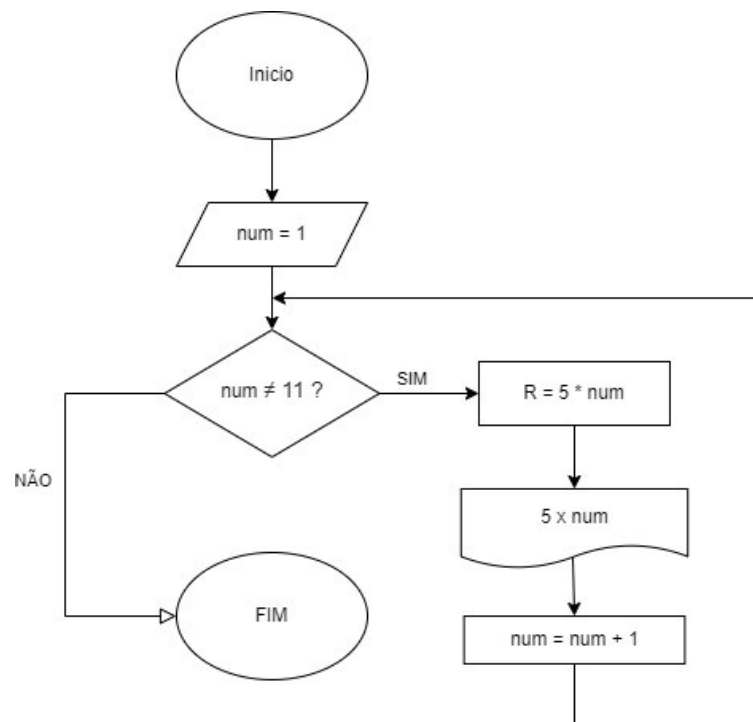 Inicio
num = 1
num ≠ 11 ?
SIM
R = 5 * num
NÃO
5 x num
FIM
num = num + 1